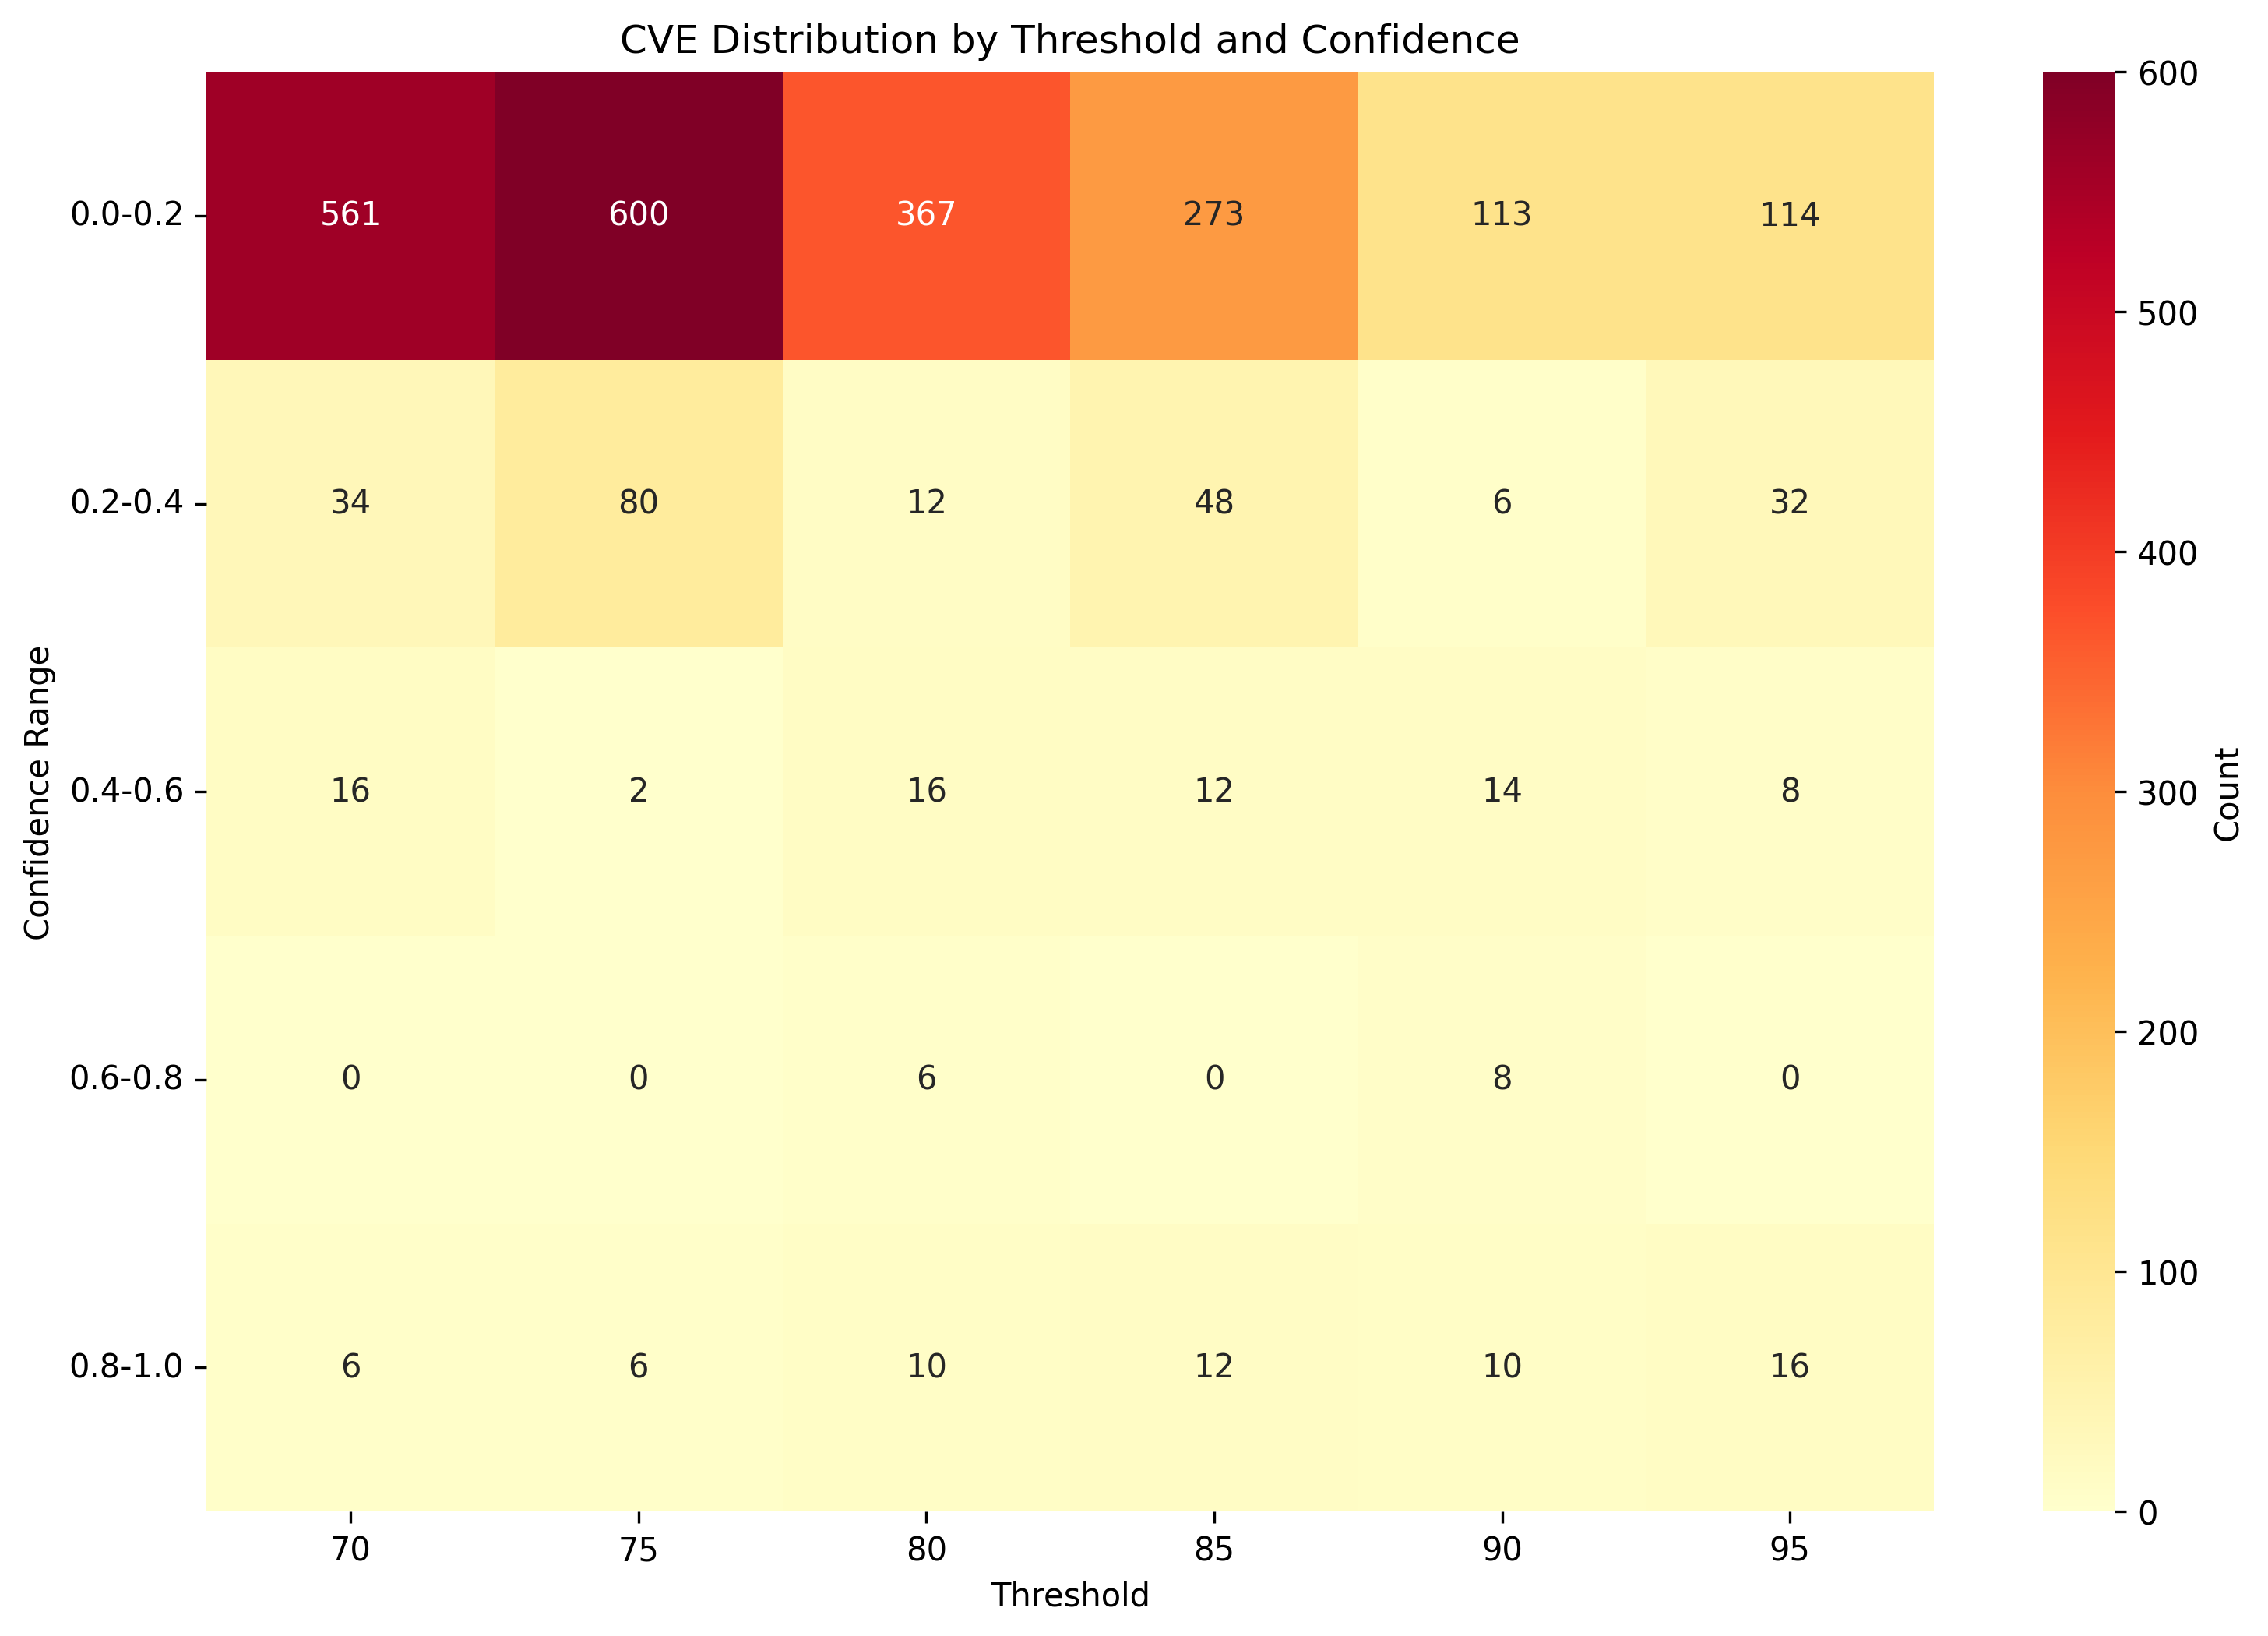 CVE Distribution by Threshold and Confidence
Confidence Range
0.0-0.2 561 600 367 273 113 114
0.2-0.4 34 80 12 48 6 32
0.4-0.6 16 2 16 12 14 8
0.6-0.8 0 0 6 0 8 0
0.8-1.0 6 6 10 12 10 16
70 75 80 85 90 95
Threshold
600
500
400
300
200
100
0
Count